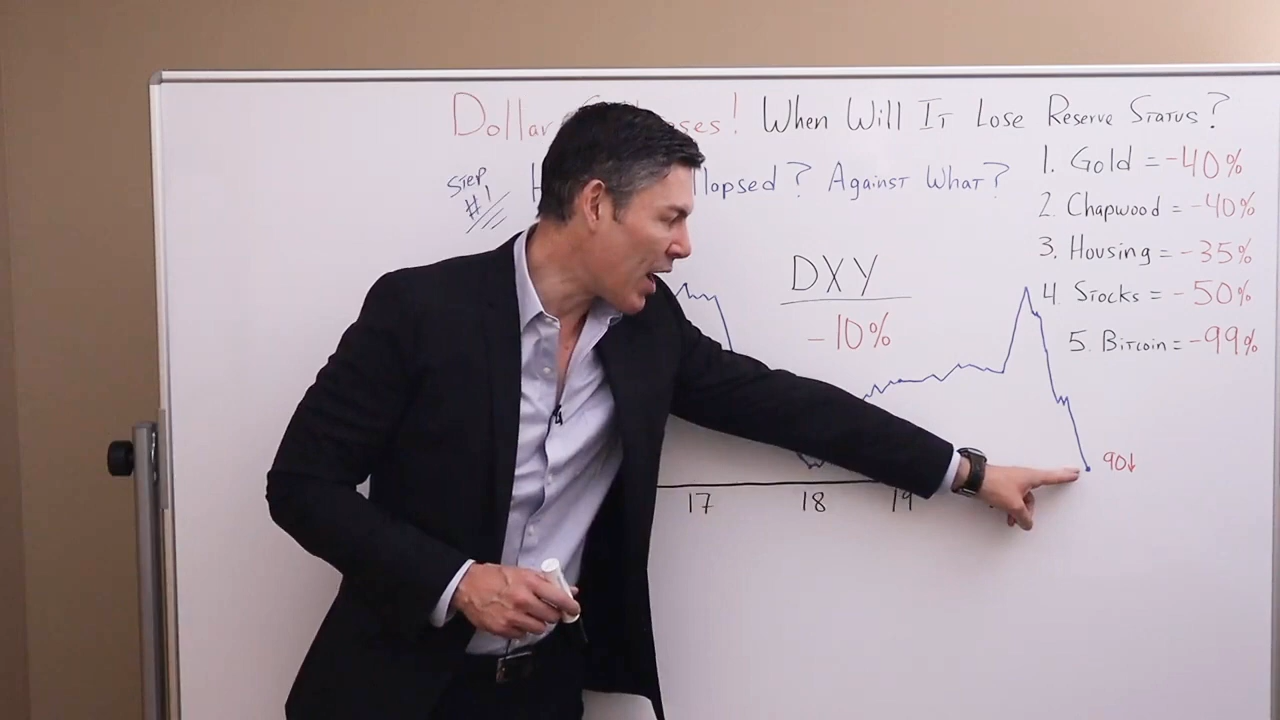 Dollar ses! When Will It Lose Reserve Status?
Step
#1
H llapsed? Against What?
1. Gold = -40%
2. Chapwood = -40%
3. Housing = -35%
4. Stocks = -50%
5. Bitcoin = -99%
DXY
-10%
90↓
17 18 19